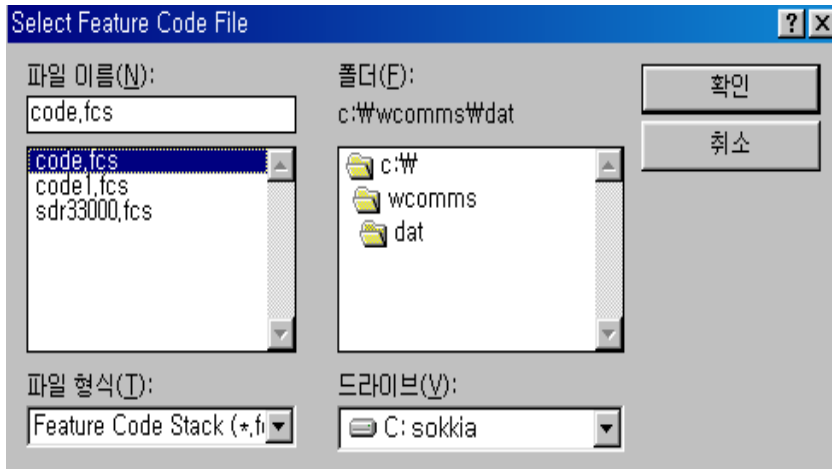 Select Feature Code File
파일 이름(N):
code,fcs
code,fcs
code1,fcs
sdr33000,fcs
파일 형식(T):
Feature Code Stack (*,f
폴더(F):
c:₩wcomms₩dat
c:₩
wcomms
dat
드라이브(V):
C: sokkia
확인
취소